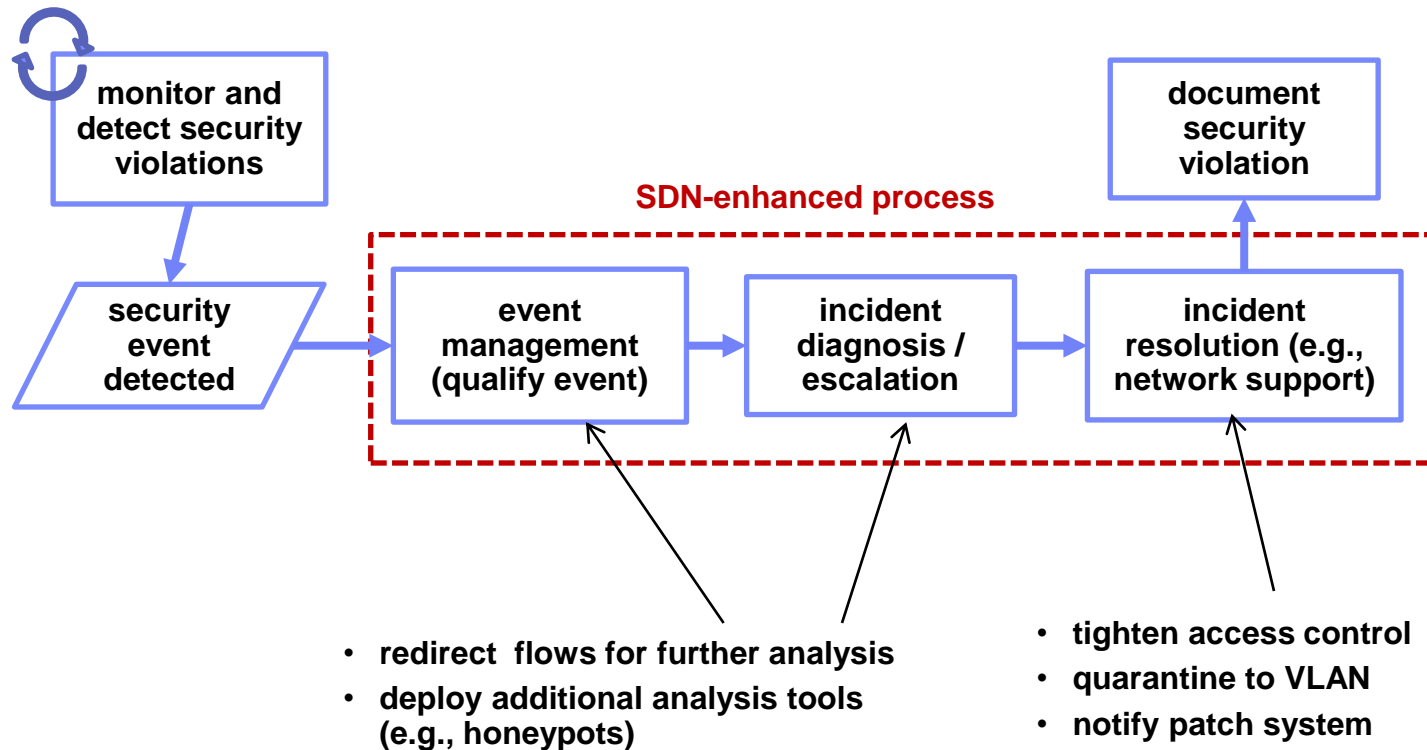 monitor and
detect security
violations
document
security
violation
SDN-enhanced process
security
event
detected
event
management
(qualify event)
incident
diagnosis /
escalation
incident
resolution (e.g.,
network support)
• redirect  flows for further analysis
• deploy additional analysis tools
(e.g., honeypots)
• tighten access control
• quarantine to VLAN
• notify patch system